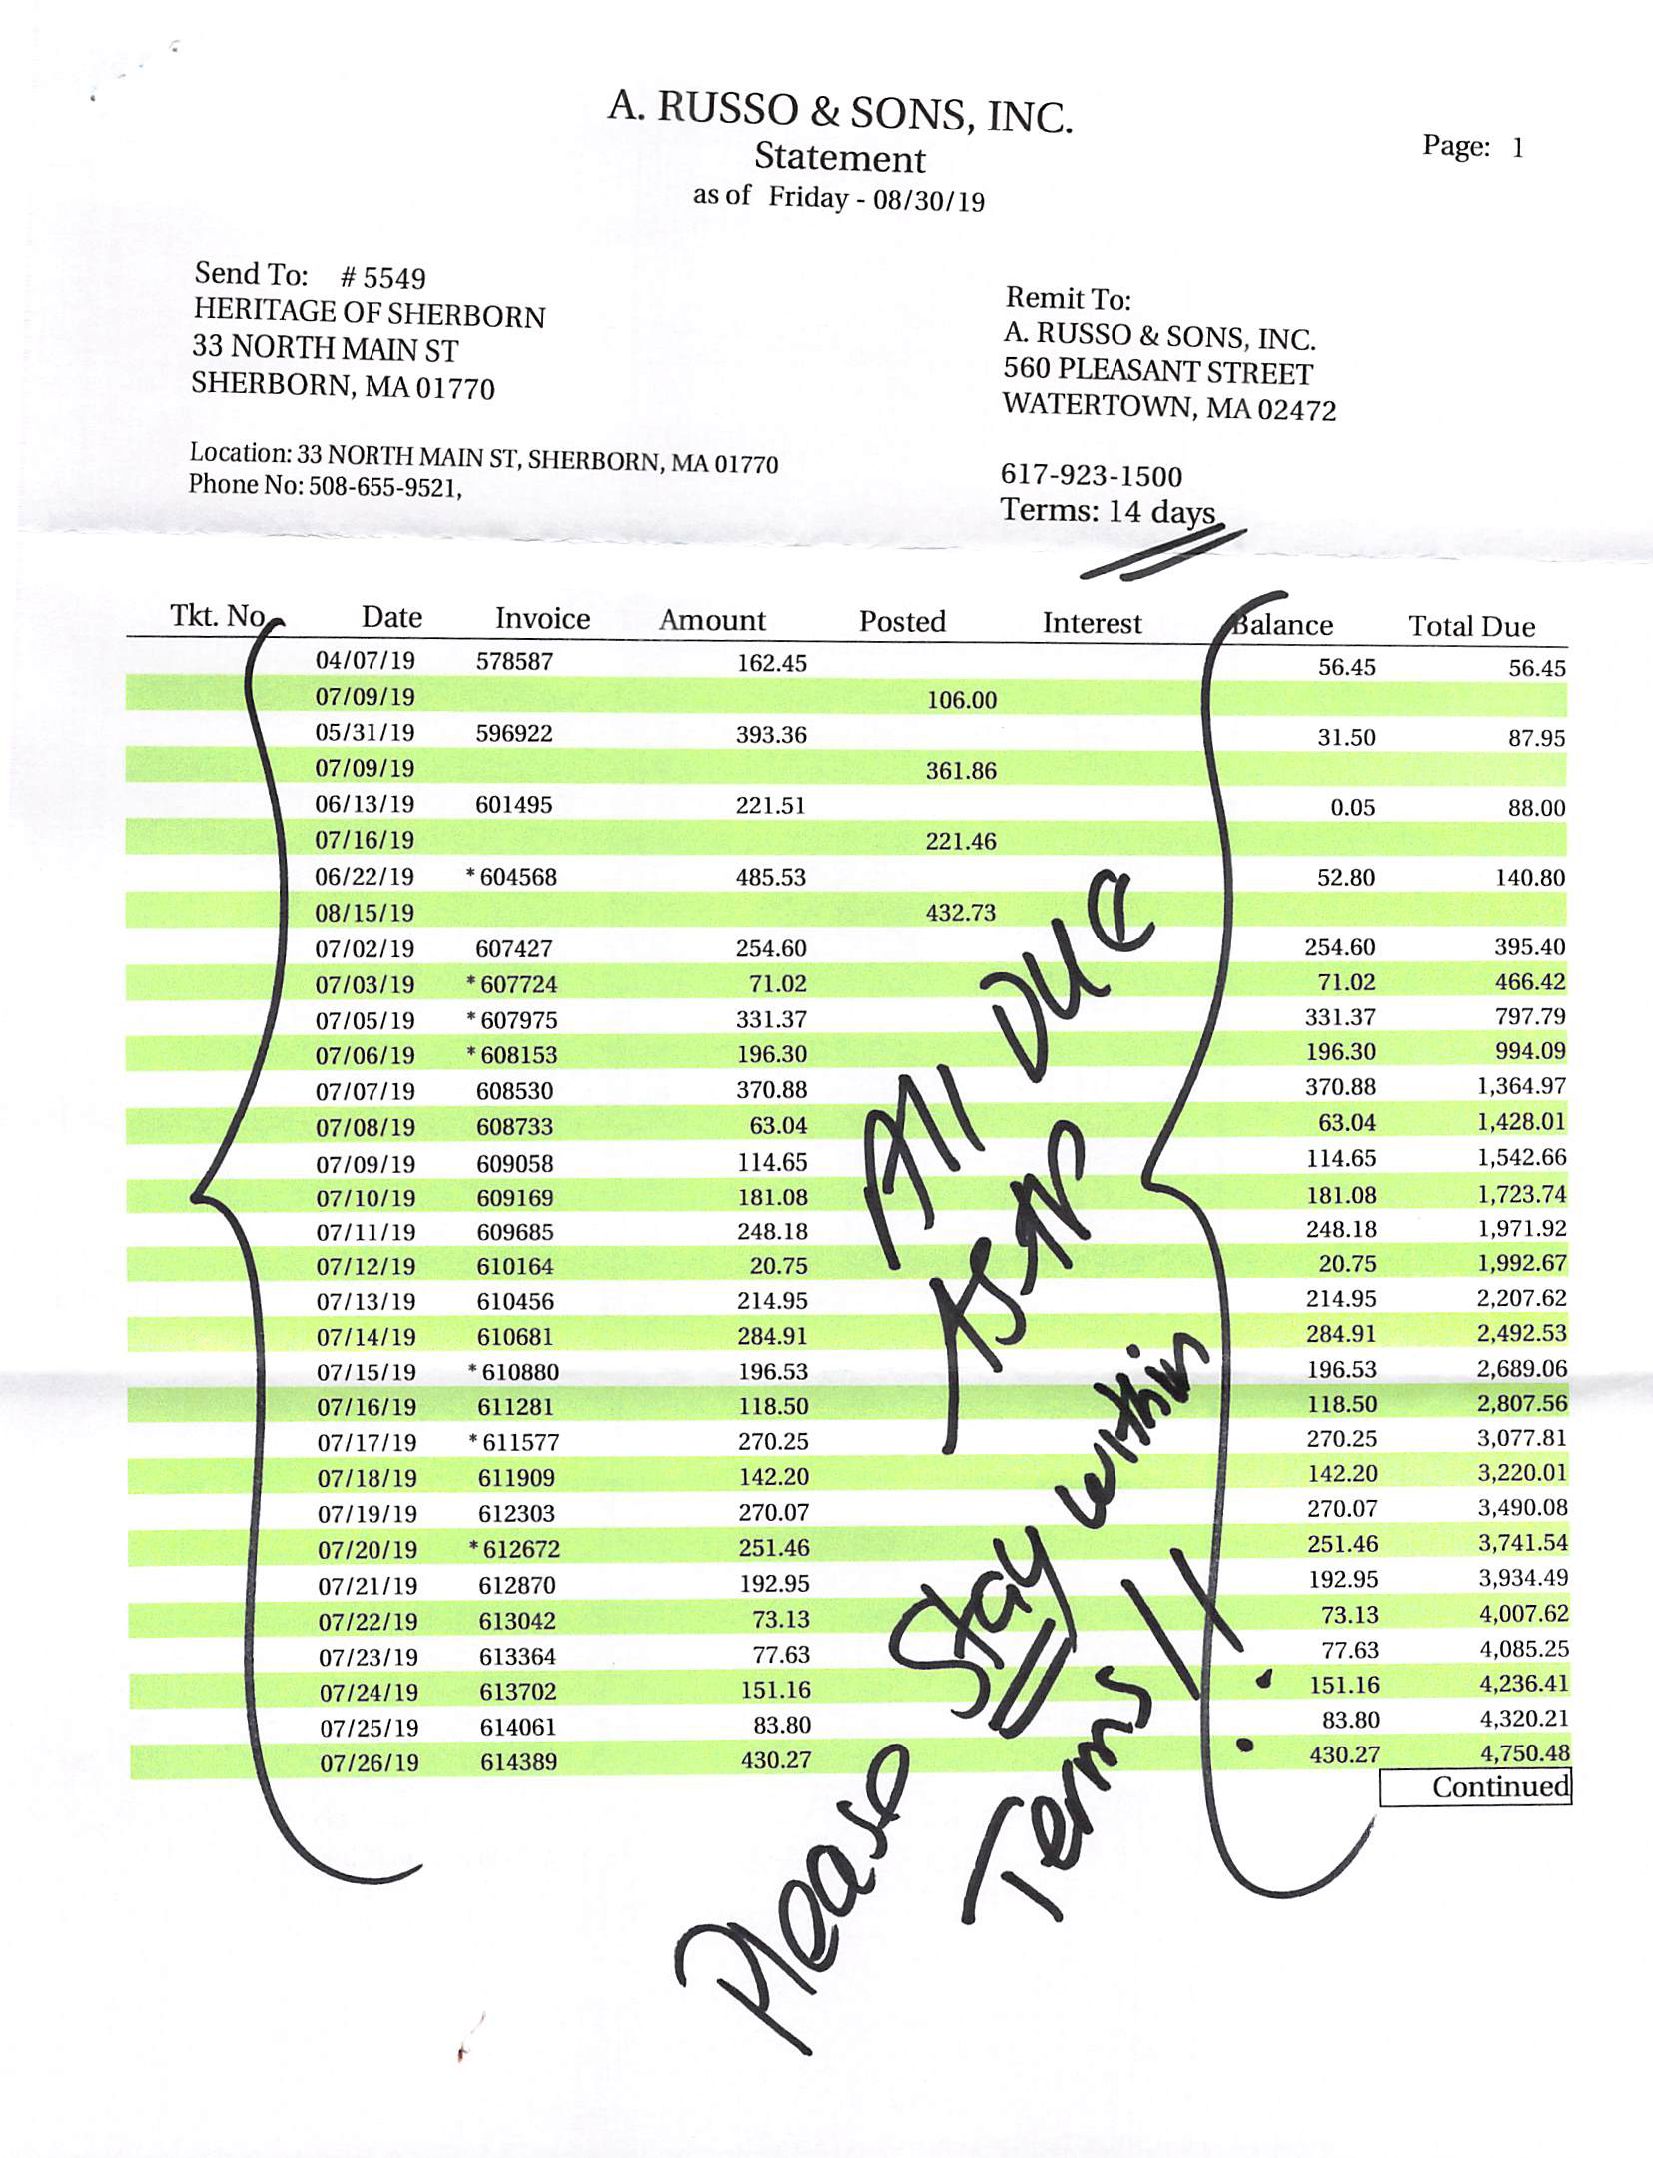 A. RUSSO & SONS, INC.
Statement
as of Friday - 08/30/19
Page: 1
Send To: # 5549
HERITAGE OF SHERBORN
33 NORTH MAIN ST
SHERBORN, MA 01770
Location: 33 NORTH MAIN ST, SHERBORN, MA 01770
Phone No: 508-655-9521,
Remit To:
A. RUSSO & SONS, INC.
560 PLEASANT STREET
WATERTOWN, MA 02472
617-923-1500
Terms: 14 days
Tkt. No. Date Invoice Amount Posted Interest Balance Total Due
04/07/19 578587 162.45 56.45 56.45
07/09/19 106.00
05/31/19 596922 393.36 31.50 87.95
07/09/19 361.86
06/13/19 601495 221.51 0.05 88.00
07/16/19 221.46
06/22/19 *604568 485.53 52.80 140.80
08/15/19 432.73
07/02/19 607427 254.60 254.60 395.40
07/03/19 *607724 71.02 71.02 466.42
07/05/19 *607975 331.37 331.37 797.79
07/06/19 *608153 196.30 196.30 994.09
07/07/19 608530 370.88 370.88 1,364.97
07/08/19 608733 63.04 63.04 1,428.01
07/09/19 609058 114.65 114.65 1,542.66
07/10/19 609169 181.08 181.08 1,723.74
07/11/19 609685 248.18 248.18 1,971.92
07/12/19 610164 20.75 20.75 1,992.67
07/13/19 610456 214.95 214.95 2,207.62
07/14/19 610681 284.91 284.91 2,492.53
07/15/19 *610880 196.53 196.53 2,689.06
07/16/19 611281 118.50 118.50 2,807.56
07/17/19 *611577 270.25 270.25 3,077.81
07/18/19 611909 142.20 142.20 3,220.01
07/19/19 612303 270.07 270.07 3,490.08
07/20/19 *612672 251.46 251.46 3,741.54
07/21/19 612870 192.95 192.95 3,934.49
07/22/19 613042 73.13 73.13 4,007.62
07/23/19 613364 77.63 77.63 4,085.25
07/24/19 613702 151.16 151.16 4,236.41
07/25/19 614061 83.80 83.80 4,320.21
07/26/19 614389 430.27 430.27 4,750.48
Continued
All Due
ASAP
Please Stay within
Terms!!